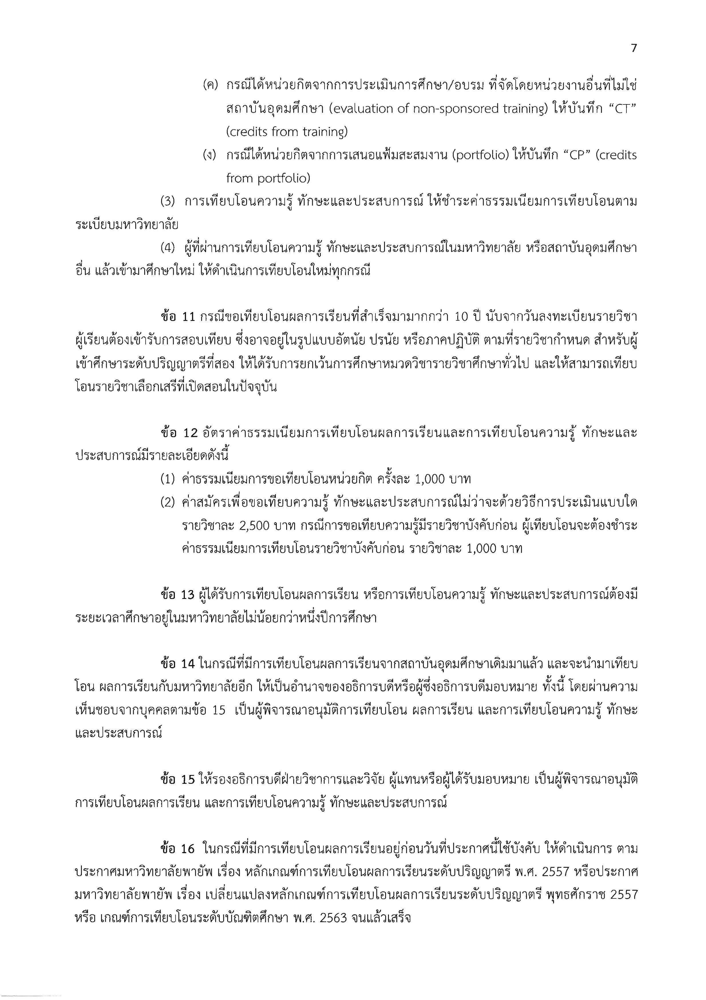 7
(ค) กรณีได้หน่วยกิตจากการประเมินการศึกษา/อบรม ที่จัดโดยหน่วยงานอื่นที่ไม่ใช่
สถาบันอุดมศึกษา (evaluation of non-sponsored training) ให้บันทึก “CT”
(credits from training)
(ง) กรณีได้หน่วยกิตจากการเสนอแฟ้มสะสมงาน (portfolio) ให้บันทึก “CP” (credits
from portfolio)
(3) การเทียบโอนความรู้ ทักษะและประสบการณ์ ให้ชำระค่าธรรมเนียมการเทียบโอนตาม
ระเบียบมหาวิทยาลัย
(4) ผู้ที่ผ่านการเทียบโอนความรู้ ทักษะและประสบการณ์ในมหาวิทยาลัย หรือสถาบันอุดมศึกษา
อื่น แล้วเข้ามาศึกษาใหม่ ให้ดำเนินการเทียบโอนใหม่ทุกกรณี
ข้อ 11 กรณีขอเทียบโอนผลการเรียนที่สำเร็จมามากกว่า 10 ปี นับจากวันลงทะเบียนรายวิชา
ผู้เรียนต้องเข้ารับการสอบเทียบ ซึ่งอาจอยู่ในรูปแบบอัตนัย ปรนัย หรือภาคปฏิบัติ ตามที่รายวิชากำหนด สำหรับผู้
เข้าศึกษาระดับปริญญาตรีที่สอง ให้ได้รับการยกเว้นการศึกษาหมวดวิชารายวิชาศึกษาทั่วไป และให้สามารถเทียบ
โอนรายวิชาเลือกเสรีที่เปิดสอนในปัจจุบัน
ข้อ 12 อัตราค่าธรรมเนียมการเทียบโอนผลการเรียนและการเทียบโอนความรู้ ทักษะและ
ประสบการณ์มีรายละเอียดดังนี้
(1) ค่าธรรมเนียมการขอเทียบโอนหน่วยกิต ครั้งละ 1,000 บาท
(2) ค่าสมัครเพื่อขอเทียบความรู้ ทักษะและประสบการณ์ไม่ว่าจะด้วยวิธีการประเมินแบบใด
รายวิชาละ 2,500 บาท กรณีการขอเทียบความรู้มีรายวิชาบังคับก่อน ผู้เทียบโอนจะต้องชำระ
ค่าธรรมเนียมการเทียบโอนรายวิชาบังคับก่อน รายวิชาละ 1,000 บาท
ข้อ 13 ผู้ได้รับการเทียบโอนผลการเรียน หรือการเทียบโอนความรู้ ทักษะและประสบการณ์ต้องมี
ระยะเวลาศึกษาอยู่ในมหาวิทยาลัยไม่น้อยกว่าหนึ่งปีการศึกษา
ข้อ 14 ในกรณีที่มีการเทียบโอนผลการเรียนจากสถาบันอุดมศึกษาเดิมมาแล้ว และจะนำมาเทียบ
โอน ผลการเรียนกับมหาวิทยาลัยอีก ให้เป็นอำนาจของอธิการบดีหรือผู้ซึ่งอธิการบดีมอบหมาย ทั้งนี้ โดยผ่านความ
เห็นชอบจากบุคคลตามข้อ 15 เป็นผู้พิจารณาอนุมัติการเทียบโอน ผลการเรียน และการเทียบโอนความรู้ ทักษะ
และประสบการณ์
ข้อ 15 ให้รองอธิการบดีฝ่ายวิชาการและวิจัย ผู้แทนหรือผู้ได้รับมอบหมาย เป็นผู้พิจารณาอนุมัติ
การเทียบโอนผลการเรียน และการเทียบโอนความรู้ ทักษะและประสบการณ์
ข้อ 16 ในกรณีที่มีการเทียบโอนผลการเรียนอยู่ก่อนวันที่ประกาศนี้ใช้บังคับ ให้ดำเนินการ ตาม
ประกาศมหาวิทยาลัยพายัพ เรื่อง หลักเกณฑ์การเทียบโอนผลการเรียนระดับปริญญาตรี พ.ศ. 2557 หรือประกาศ
มหาวิทยาลัยพายัพ เรื่อง เปลี่ยนแปลงหลักเกณฑ์การเทียบโอนผลการเรียนระดับปริญญาตรี พุทธศักราช 2557
หรือ เกณฑ์การเทียบโอนระดับบัณฑิตศึกษา พ.ศ. 2563 จนแล้วเสร็จ